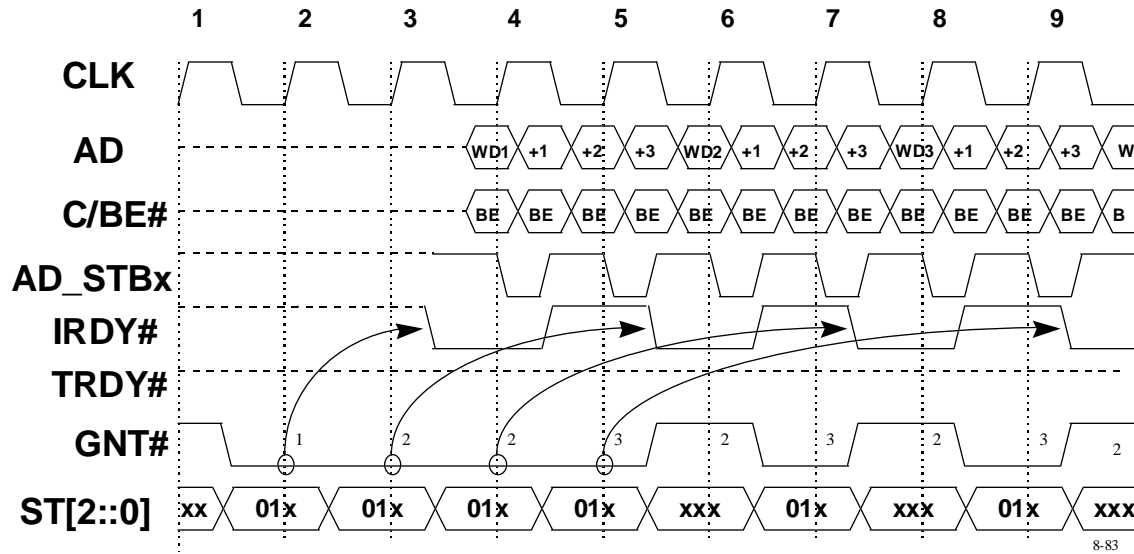 1 2 3 4 5 6 7 8 9
CLK
AD WD1 +1 +2 +3 WD2 +1 +2 +3 WD3 +1 +2 +3 W
C/BE# BE BE BE BE BE BE BE BE BE BE BE BE B
AD_STBx
IRDY#
TRDY#
GNT# 1 2 2 3 2 3 2 3 2
ST[2::0] xx 01x 01x 01x 01x xxx 01x xxx 01x xxx
8-83